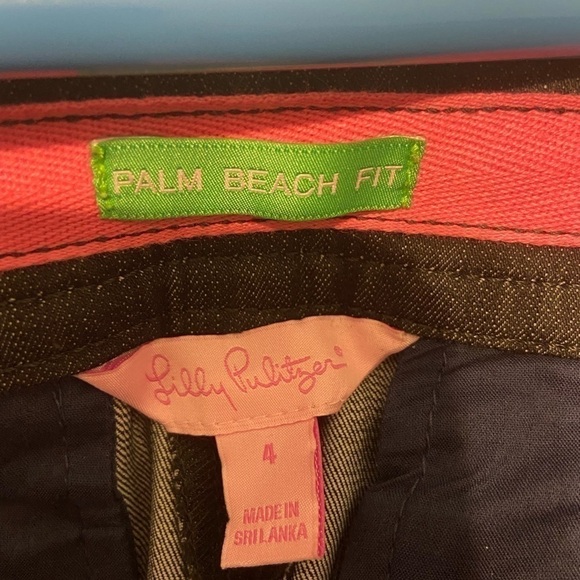 PALM BEACH FIT
Lilly Pulitzer®
4
MADE IN
SRI LANKA